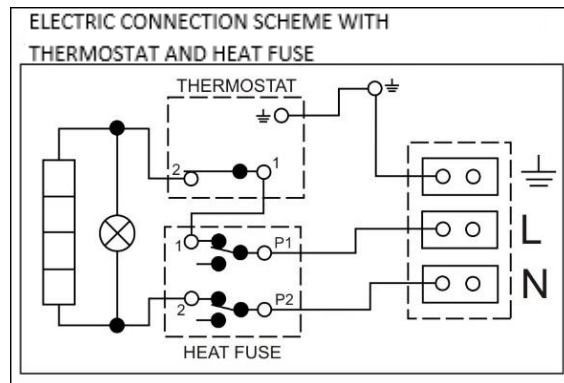 ELECTRIC CONNECTION SCHEME WITH
THERMOSTAT AND HEAT FUSE
THERMOSTAT
2 1
1 P1
L
2 P2
N
HEAT FUSE